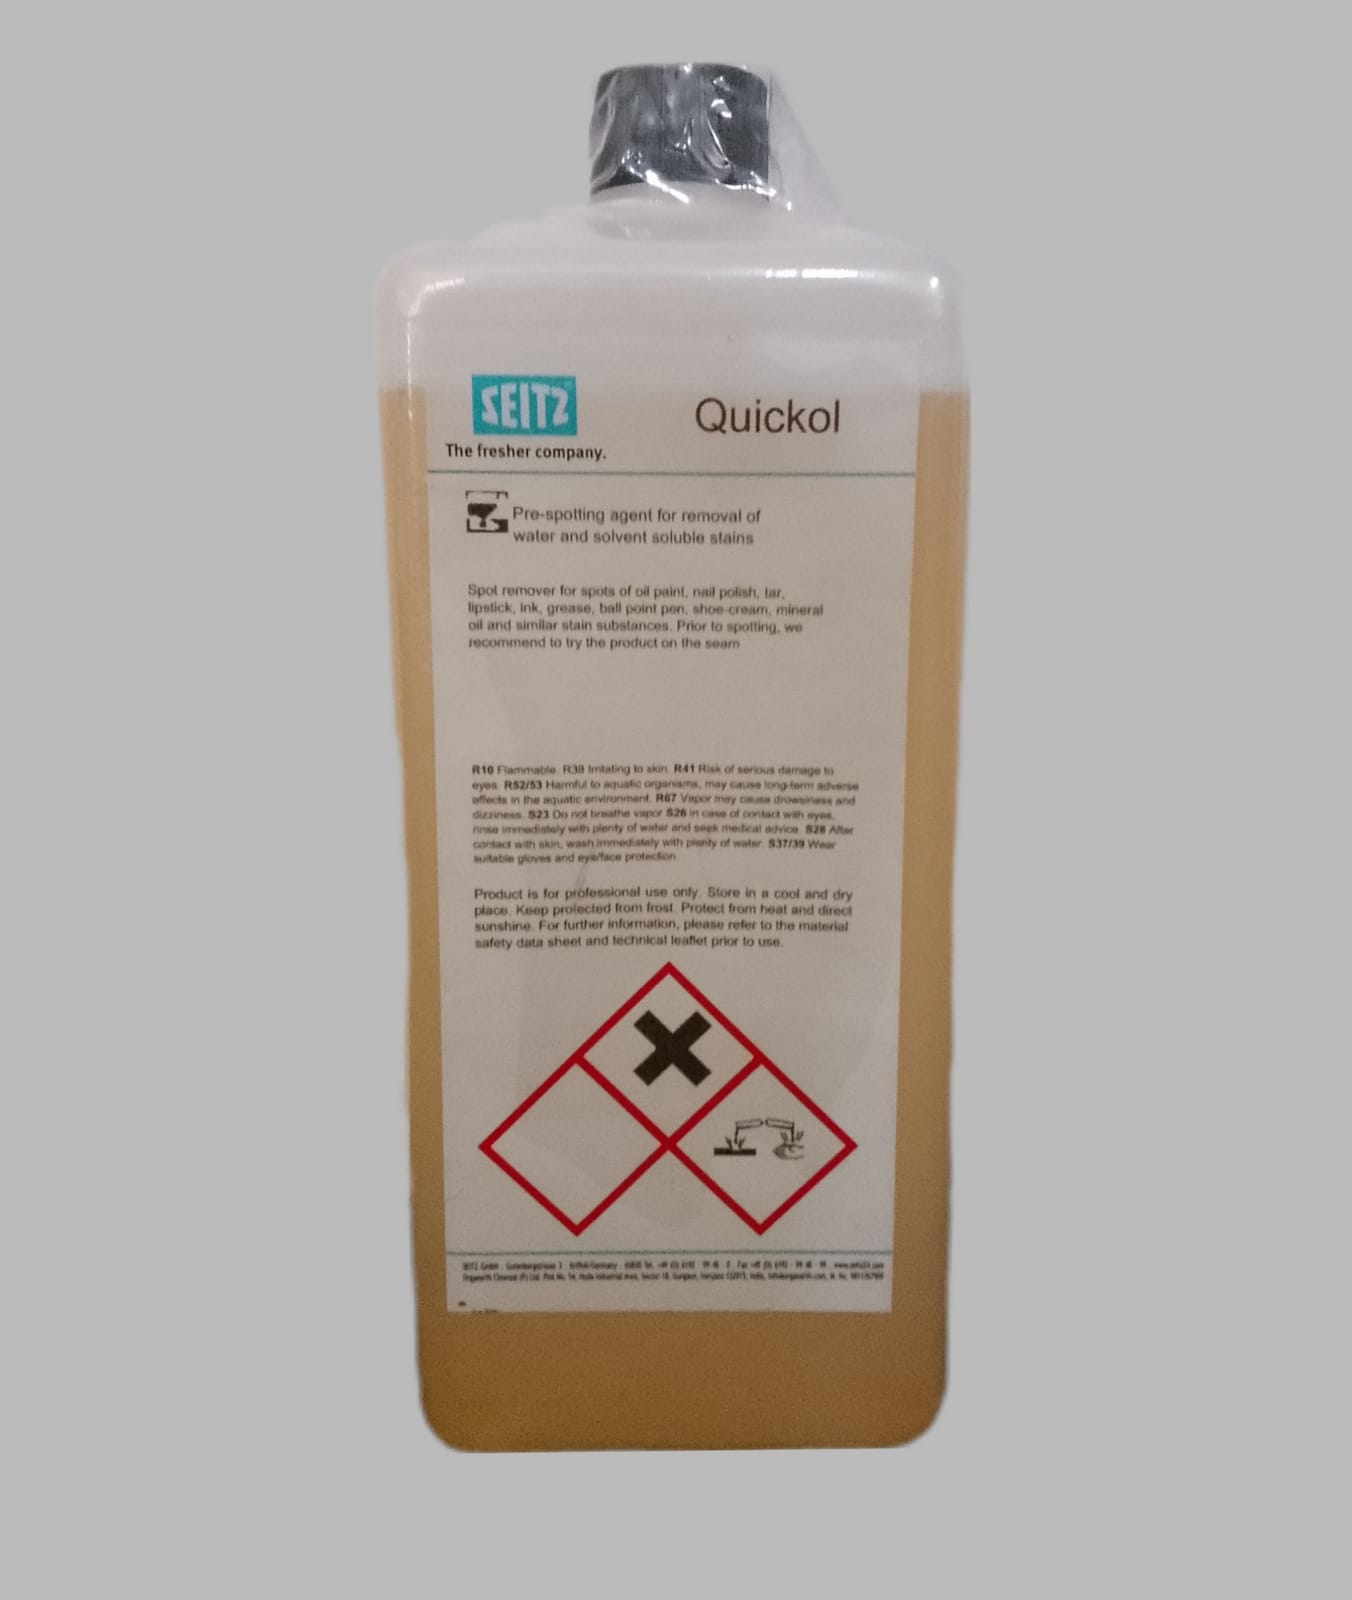 SEITZ
Quickol
The fresher company.
Pre-spotting agent for removal of
water and solvent soluble stains
Spot remover for spots of oil paint, nail polish, tar,
lipstick, ink, grease, ball point pen, shoe-cream, mineral
oil and similar stain substances. Prior to spotting, we
recommend to try the product on the seam
R10 Flammable. R38 Irritating to skin. R41 Risk of serious damage to
eyes. R52/53 Harmful to aquatic organisms, may cause long-term adverse
effects in the aquatic environment. R67 Vapor may cause drowsiness and
dizziness. S23 Do not breathe vapor S26 in case of contact with eyes,
rinse immediately with plenty of water and seek medical advice. S28 After
contact with skin, wash immediately with plenty of water. S37/39 Wear
suitable gloves and eye/face protection.
Product is for professional use only. Store in a cool and dry
place. Keep protected from frost. Protect from heat and direct
sunshine. For further information, please refer to the material
safety data sheet and technical leaflet prior to use.
SEITZ GmbH